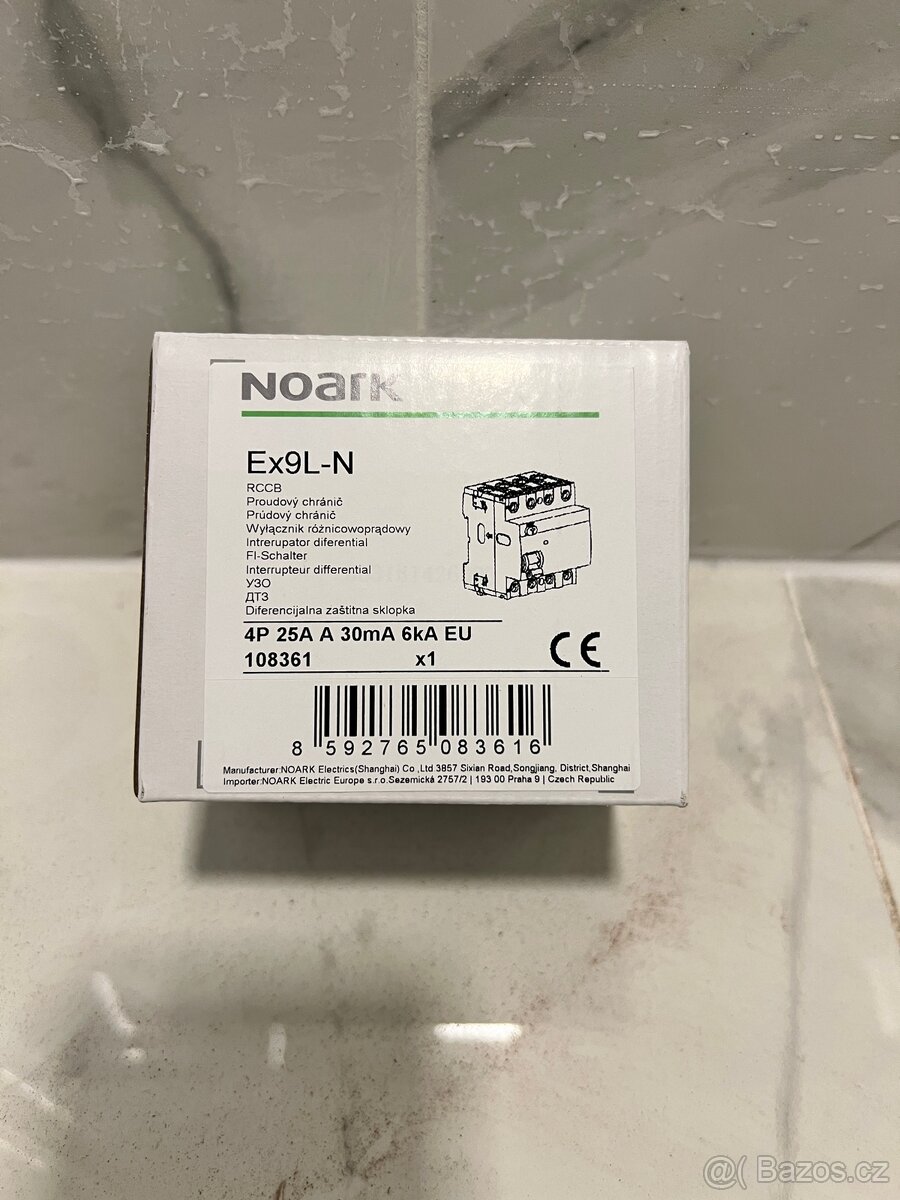 NOARK
Ex9L-N
RCCB
Proudový chránič
Prúdový chránič
Wyłącznik różnicowoprądowy
Intrerupator diferential
FI-Schalter
Interrupteur differential
УЗО
ДТЗ
Diferencijalna zaštitna sklopka
4P 25A A 30mA 6kA EU
108361 x1
CE
8 592765 083616
Manufacturer:NOARK Electrics(Shanghai) Co.,Ltd.3857 Sixian Road,Songjiang, District,Shanghai
Importer:NOARK Electric Europe s.r.o.Sezemická 2757/2 | 193 00 Praha 9 | Czech Republic
@ Bazos.cz